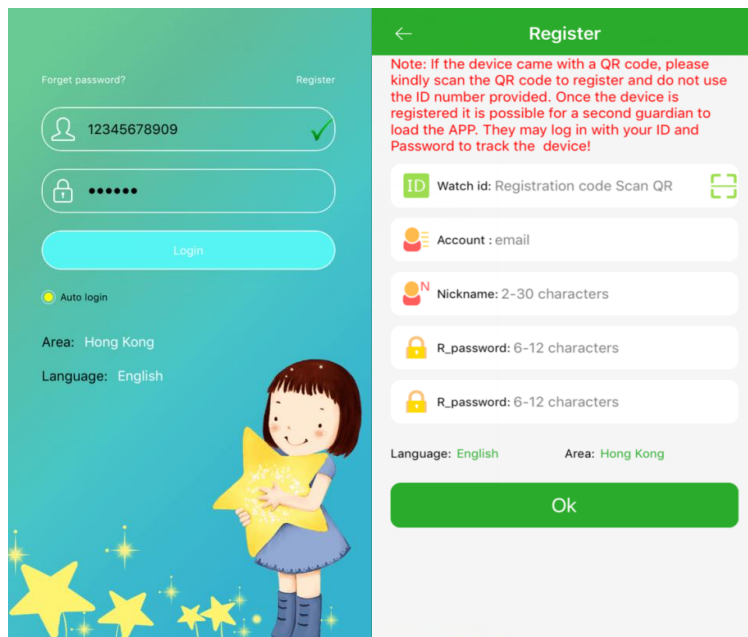 Forget password?
Register
12345678909
Login
Auto login
Area: Hong Kong
Language: English
Register
Note: If the device came with a QR code, please
kindly scan the QR code to register and do not use
the ID number provided. Once the device is
registered it is possible for a second guardian to
load the APP. They may log in with your ID and
Password to track the device!
ID Watch id: Registration code Scan QR
Account : email
N Nickname: 2-30 characters
R_password: 6-12 characters
R_password: 6-12 characters
Language: English
Area: Hong Kong
Ok